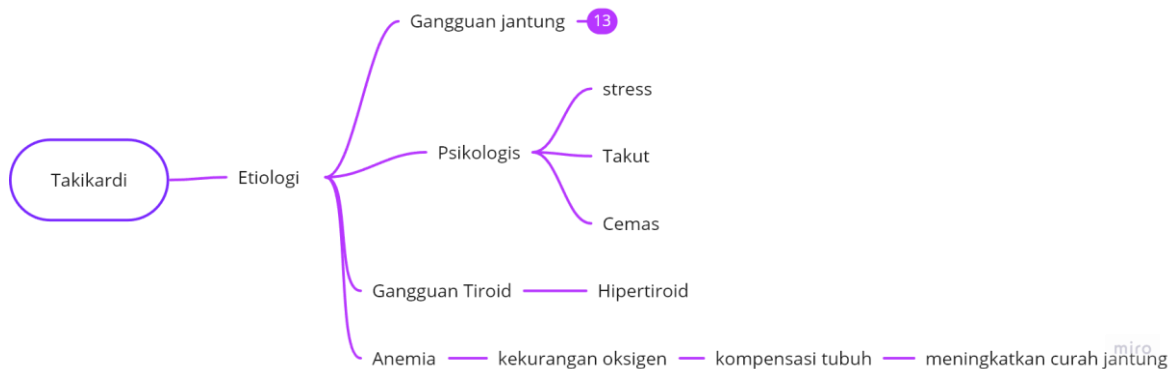 Gangguan jantung 13
stress
Psikologis
Takut
Takikardi
Etiologi
Cemas
Gangguan Tiroid
Hipertiroid
Anemia
kekurangan oksigen
kompensasi tubuh
meningkatkan curah jantung
miro